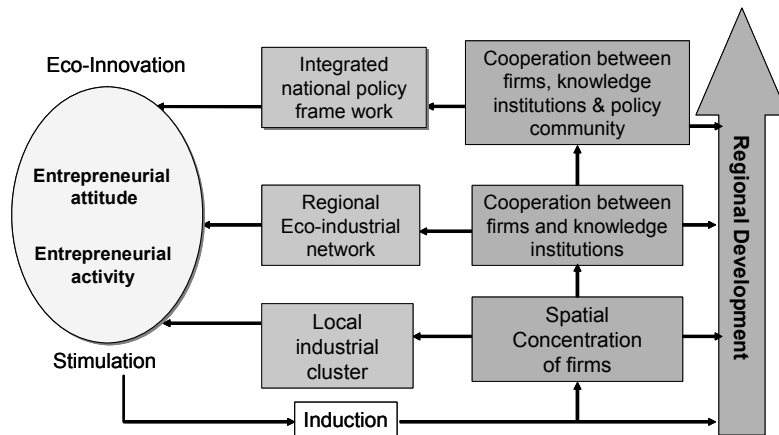 Eco-Innovation
Integrated
national policy
frame work
Cooperation between
firms, knowledge
institutions & policy
community
Entrepreneurial
attitude
Entrepreneurial
activity
Regional
Eco-industrial
network
Cooperation between
firms and knowledge
institutions
Local
industrial
cluster
Spatial
Concentration
of firms
Regional Development
Stimulation
Induction